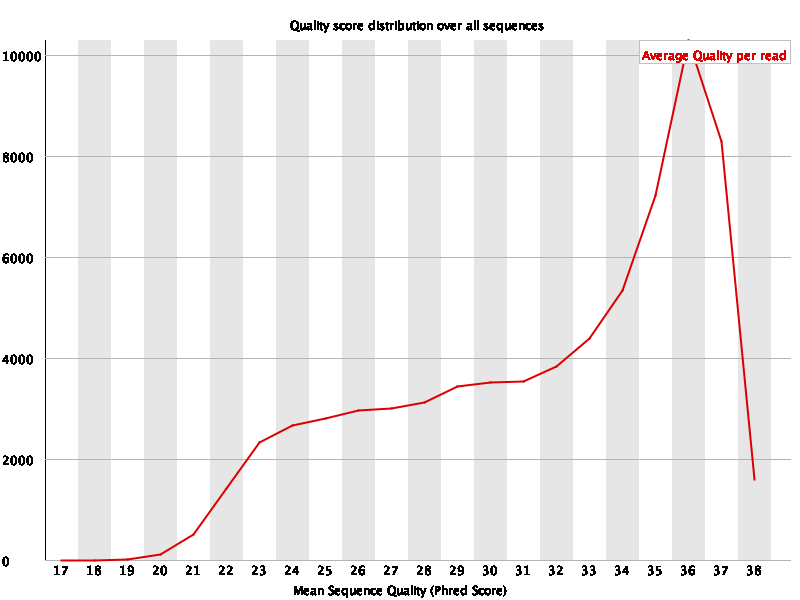 Quality score distribution over all sequences
Average Quality per read
10000
8000
6000
4000
2000
0
17 18 19 20 21 22 23 24 25 26 27 28 29 30 31 32 33 34 35 36 37 38
Mean Sequence Quality (Phred Score)